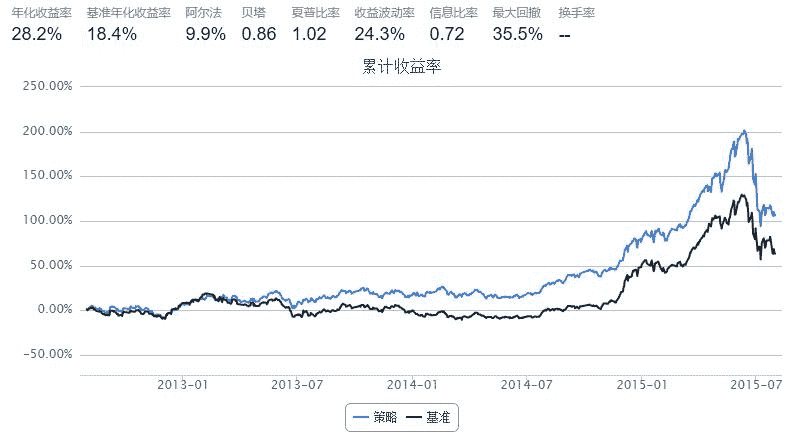 年化收益率 基准年化收益率 阿尔法 贝塔 夏普比率 收益波动率 信息比率 最大回撤 换手率
28.2% 18.4% 9.9% 0.86 1.02 24.3% 0.72 35.5% --
累计收益率
250.00%
200.00%
150.00%
100.00%
50.00%
0.00%
-50.00%
2013-01 2013-07 2014-01 2014-07 2015-01 2015-07
策略 基准